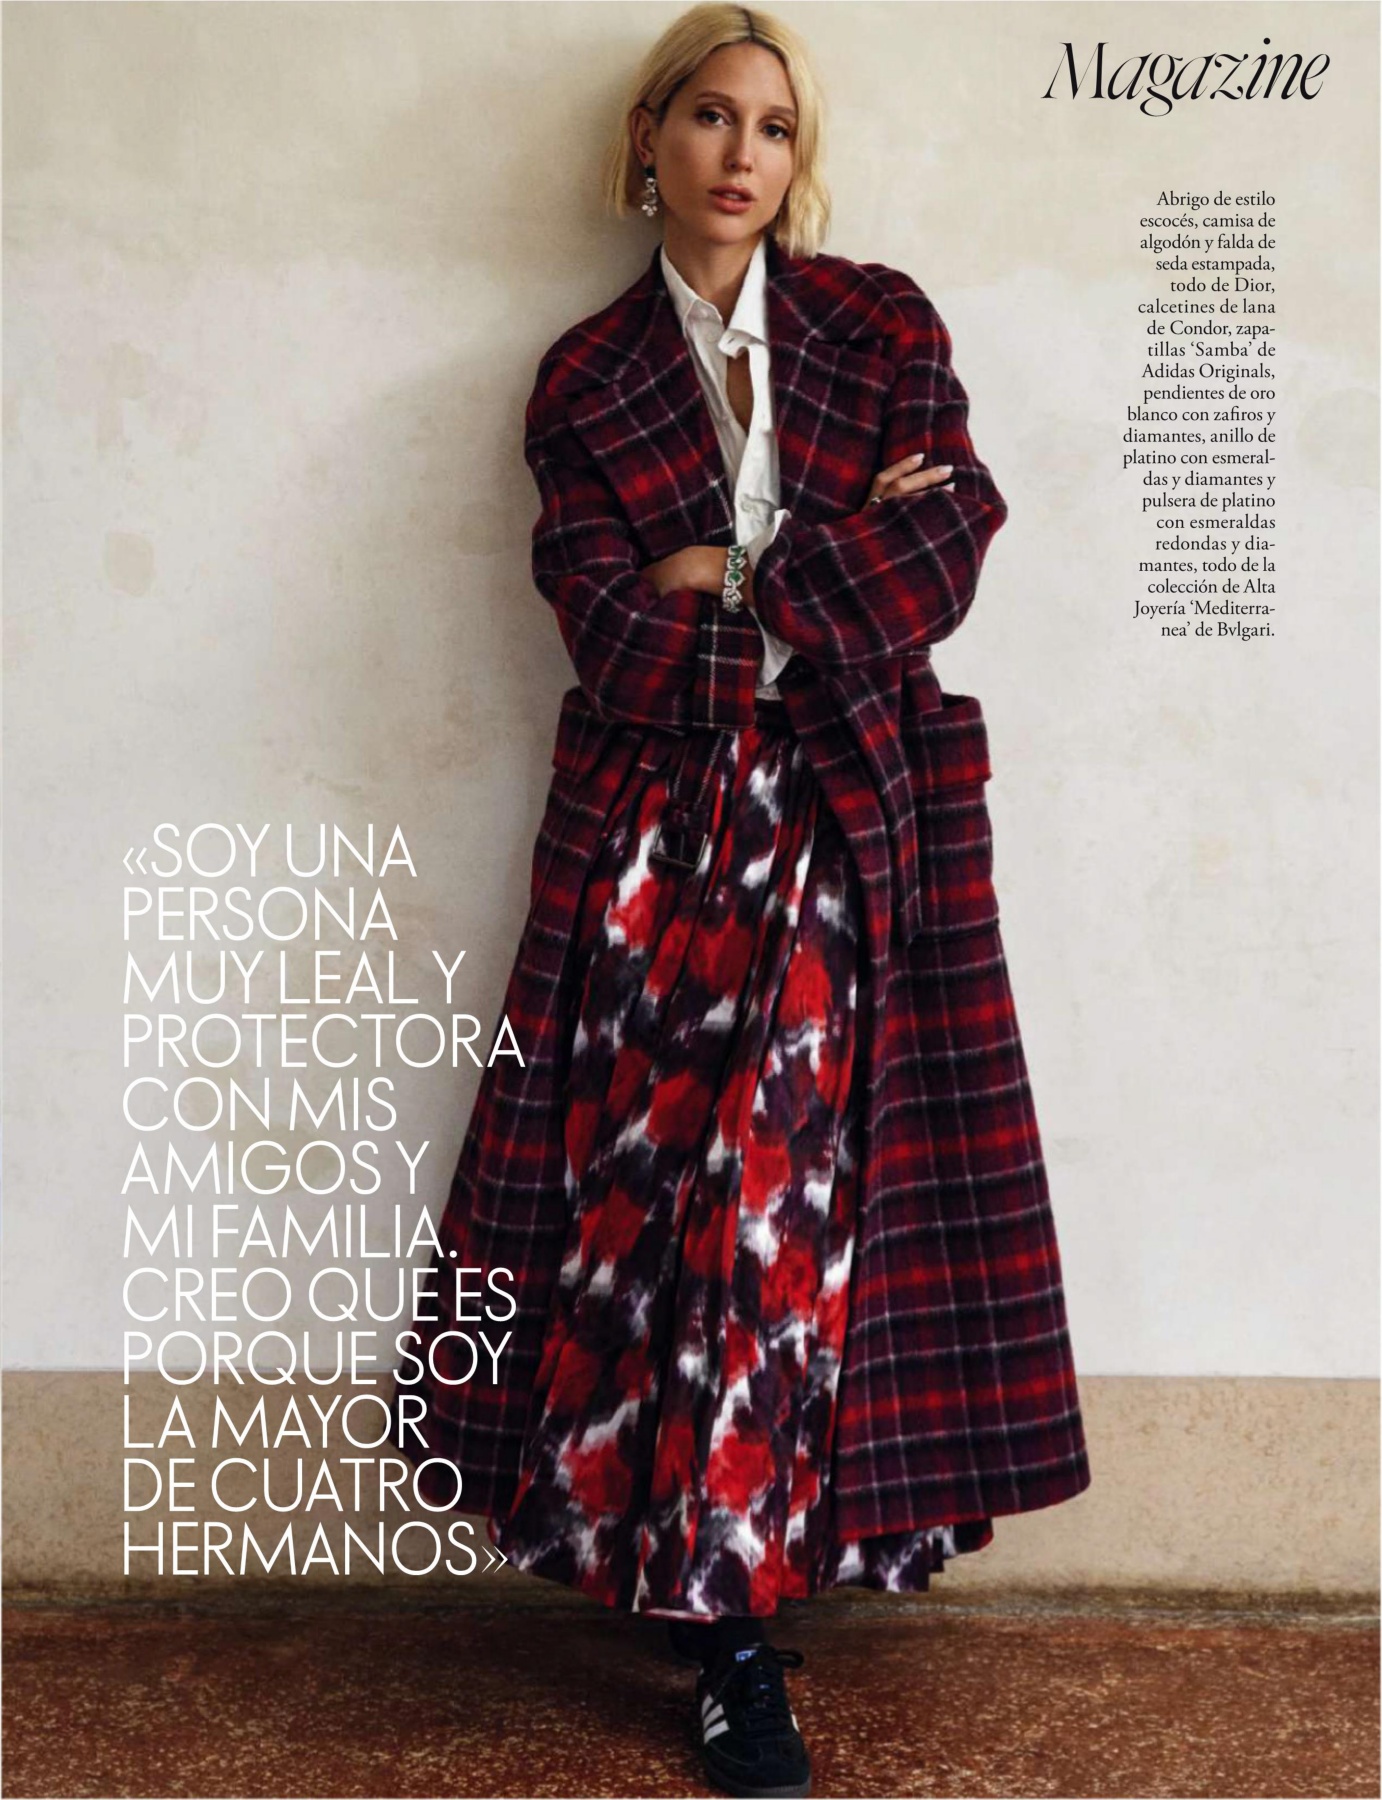 Magazine
Abrigo de estilo
escocés, camisa de
algodón y falda de
seda estampada,
todo de Dior,
calcetines de lana
de Condor, zapa-
tillas ‘Samba’ de
Adidas Originals,
pendientes de oro
blanco con zafiros y
diamantes, anillo de
platino con esmeral-
das y diamantes y
pulsera de platino
con esmeraldas
redondas y dia-
mantes, todo de la
colección de Alta
Joyería ‘Mediterra-
nea’ de Bvlgari.
«SOY UNA
PERSONA
MUY LEAL Y
PROTECTORA
CON MIS
AMIGOS Y
MI FAMILIA.
CREO QUE ES
PORQUE SOY
LA MAYOR
DE CUATRO
HERMANOS»